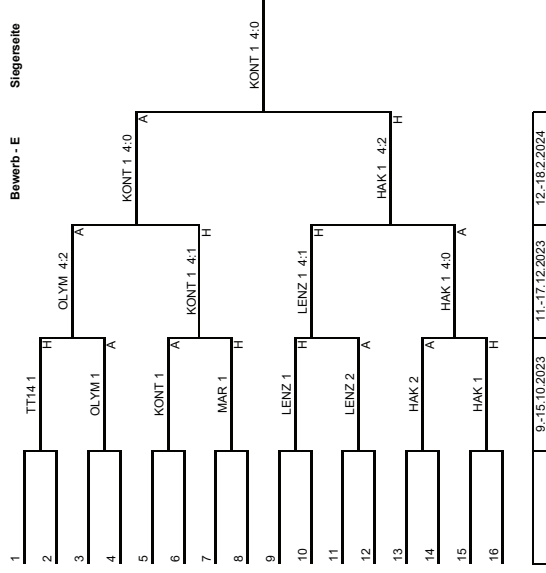 Bewerb - E
Siegerseite
1
2
3
4
5
6
7
8
9
10
11
12
13
14
15
16
TT14 1
H
OLYM 1
A
KONT 1
A
MAR 1
H
LENZ 1
H
LENZ 2
A
HAK 2
A
HAK 1
H
OLYM 4:2
A
KONT 1 4:1
H
LENZ 1 4:1
H
HAK 1 4:0
A
KONT 1 4:0
A
HAK 1 4:2
H
KONT 1 4:0
9.-15.10.2023
11.-17.12.2023
12.-18.2.2024